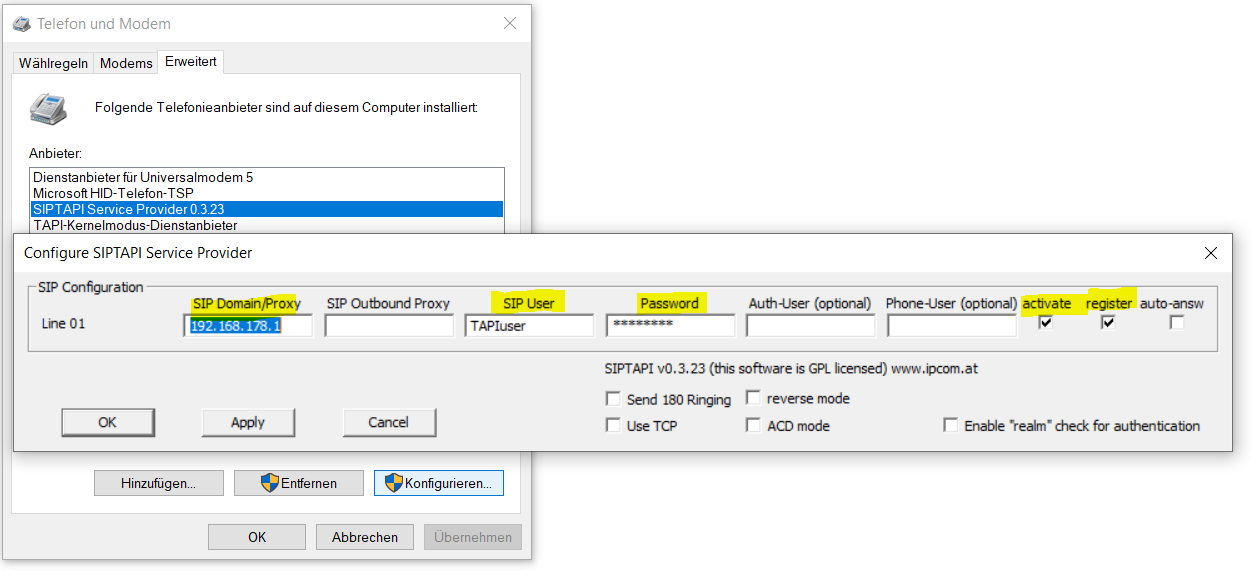 Telefon und Modem
Wählregeln Modems Erweitert
Folgende Telefonieanbieter sind auf diesem Computer installiert:
Anbieter:
Dienstanbieter für Universalmodem 5
Microsoft HID-Telefon-TSP
SIPTAPI Service Provider 0.3.23
TAPI-Kernelmodus-Dienstanbieter
Configure SIPTAPI Service Provider
SIP Configuration
SIP Domain/Proxy SIP Outbound Proxy SIP User Password Auth-User (optional) Phone-User (optional) activate register auto-answ
Line 01 192.168.178.1 TAPIuser ********
SIPTAPI v0.3.23 (this software is GPL licensed) www.ipcom.at
Send 180 Ringing reverse mode
OK Apply Cancel
Use TCP ACD mode Enable "realm" check for authentication
Hinzufügen... Entfernen Konfigurieren...
OK Abbrechen Übernehmen